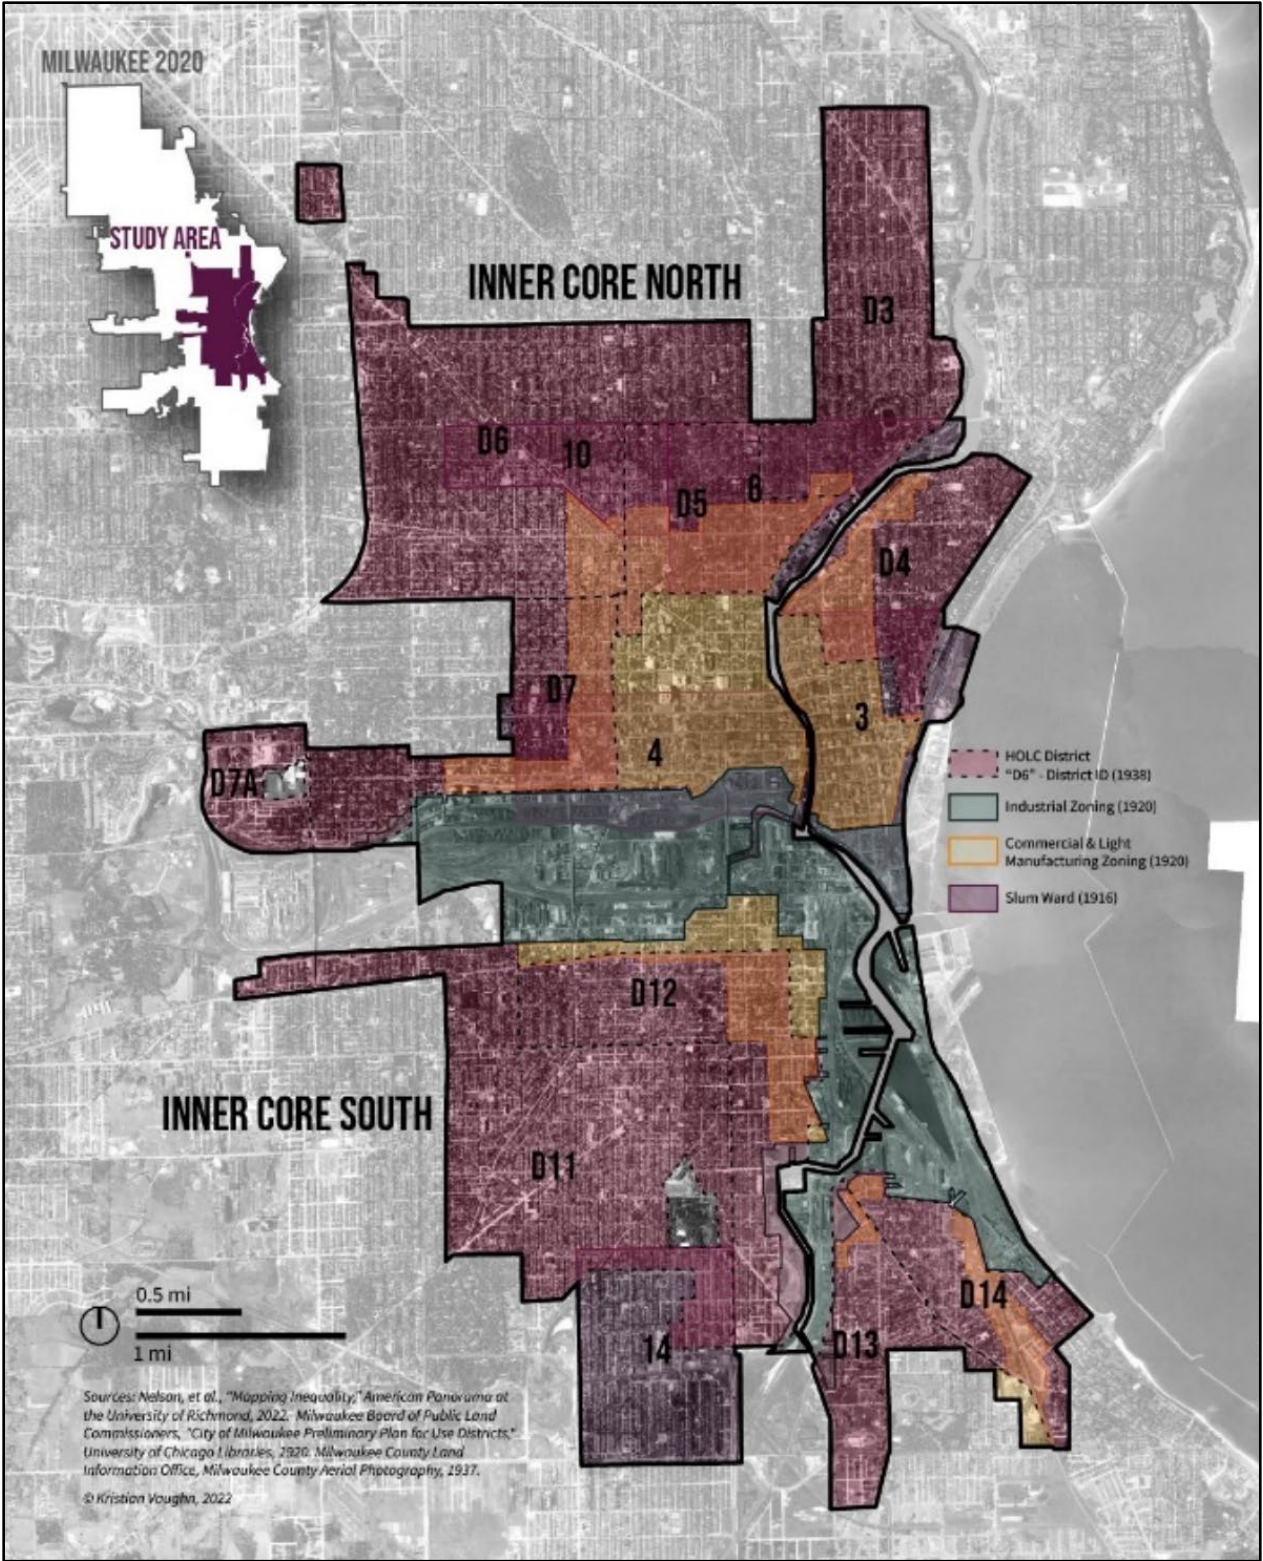 MILWAUKEE 2020
STUDY AREA
INNER CORE NORTH
D3
D6
10
D5
6
D4
D7
3
4
D7A
HOLC District
"D6" - District ID (1938)
Industrial Zoning (1920)
Commercial & Light
Manufacturing Zoning (1920)
Slum Ward (1916)
D12
INNER CORE SOUTH
D11
D14
14
D13
0.5 mi
1 mi
Sources: Nelson, et al., "Mapping Inequality," American Panorama at
the University of Richmond, 2022. Milwaukee Board of Public Land
Commissioners, "City of Milwaukee Preliminary Plan for Use Districts,"
University of Chicago Libraries, 1920. Milwaukee County Land
Information Office, Milwaukee County Aerial Photography, 1937.
© Kristian Vaughn, 2022